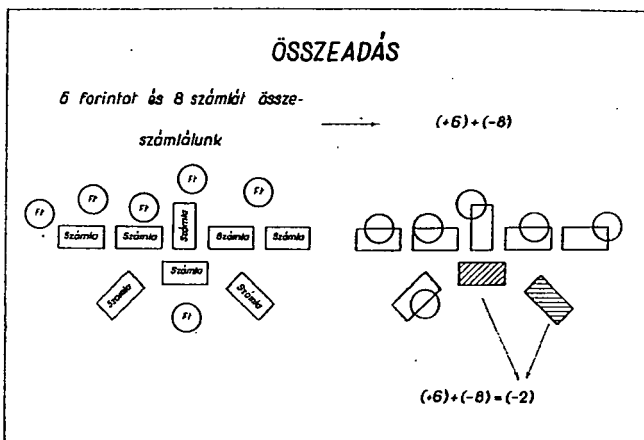 ÖSSZEADÁS
6 forintot és 8 számlát össze-
számlálunk
(+6)+(-8)
Ft
Ft
Ft
Ft
Ft
Számla
Számla
Számla
Számla
Számla
Számla
Számla
Számla
Ft
(+6)+(-8)=(-2)